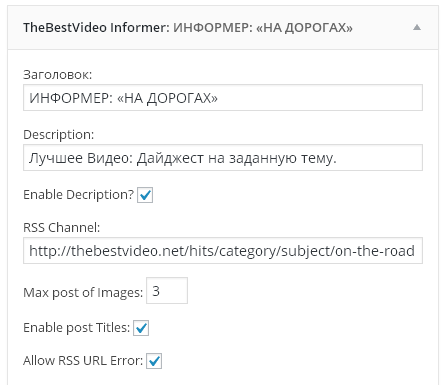 TheBestVideo Informer: ИНФОРМЕР: «НА ДОРОГАХ»
Заголовок:
ИНФОРМЕР: «НА ДОРОГАХ»
Description:
Лучшее Видео: Дайджест на заданную тему.
Enable Decription?
RSS Channel:
http://thebestvideo.net/hits/category/subject/on-the-road
Max post of Images: 3
Enable post Titles:
Allow RSS URL Error: